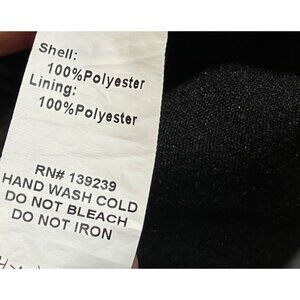 Shell:
100%Polyester
Lining:
100%Polyester
RN# 139239
HAND WASH COLD
DO NOT BLEACH
DO NOT IRON